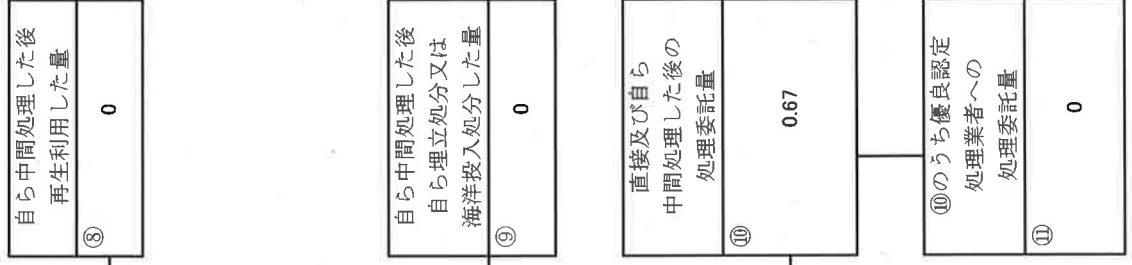 自ら中間処理した後
再生利用した量
⑧
0
自ら中間処理した後
自ら埋立処分又は
海洋投入処分した量
⑨
0
直接及び自ら
中間処理した後の
処理委託量
⑩
0.67
⑩のうち優良認定
処理業者への
処理委託量
⑪
0